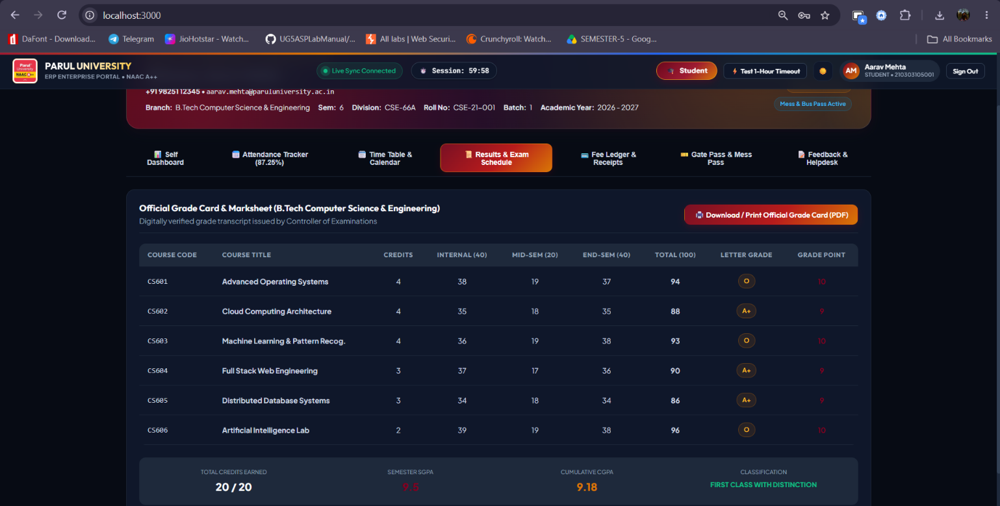 localhost:3000
DaFont - Download...
Telegram
JioHotstar - Watch...
UG5ASPLabManual/...
All labs | Web Securi...
Crunchyroll: Watch...
SEMESTER-5 - Goog...
All Bookmarks
Parul University NAAC A++
PARUL UNIVERSITY
ERP ENTERPRISE PORTAL • NAAC A++
Live Sync Connected
Session: 59:58
Student
Test 1-Hour Timeout
AM
Aarav Mehta
STUDENT • 210303105001
Sign Out
+91 9825112345 • aarav.mehta@paruluniversity.ac.in
Branch: B.Tech Computer Science & Engineering Sem: 6 Division: CSE-66A Roll No: CSE-21-001 Batch: 1 Academic Year: 2026 - 2027
Mess & Bus Pass Active
Self
Dashboard
Attendance Tracker
(87.25%)
Time Table &
Calendar
Results & Exam
Schedule
Fee Ledger &
Receipts
Gate Pass & Mess
Pass
Feedback &
Helpdesk
Official Grade Card & Marksheet (B.Tech Computer Science & Engineering)
Digitally verified grade transcript issued by Controller of Examinations
Download / Print Official Grade Card (PDF)
COURSE CODE COURSE TITLE CREDITS INTERNAL (40) MID-SEM (20) END-SEM (40) TOTAL (100) LETTER GRADE GRADE POINT
CS601 Advanced Operating Systems 4 38 19 37 94 O 10
CS602 Cloud Computing Architecture 4 35 18 35 88 A+ 9
CS603 Machine Learning & Pattern Recog. 4 36 19 38 93 O 10
CS604 Full Stack Web Engineering 3 37 17 36 90 A+ 9
CS605 Distributed Database Systems 3 34 18 34 86 A+ 9
CS606 Artificial Intelligence Lab 2 39 19 38 96 O 10
TOTAL CREDITS EARNED SEMESTER SGPA CUMULATIVE CGPA CLASSIFICATION
20 / 20 9.5 9.18 FIRST CLASS WITH DISTINCTION